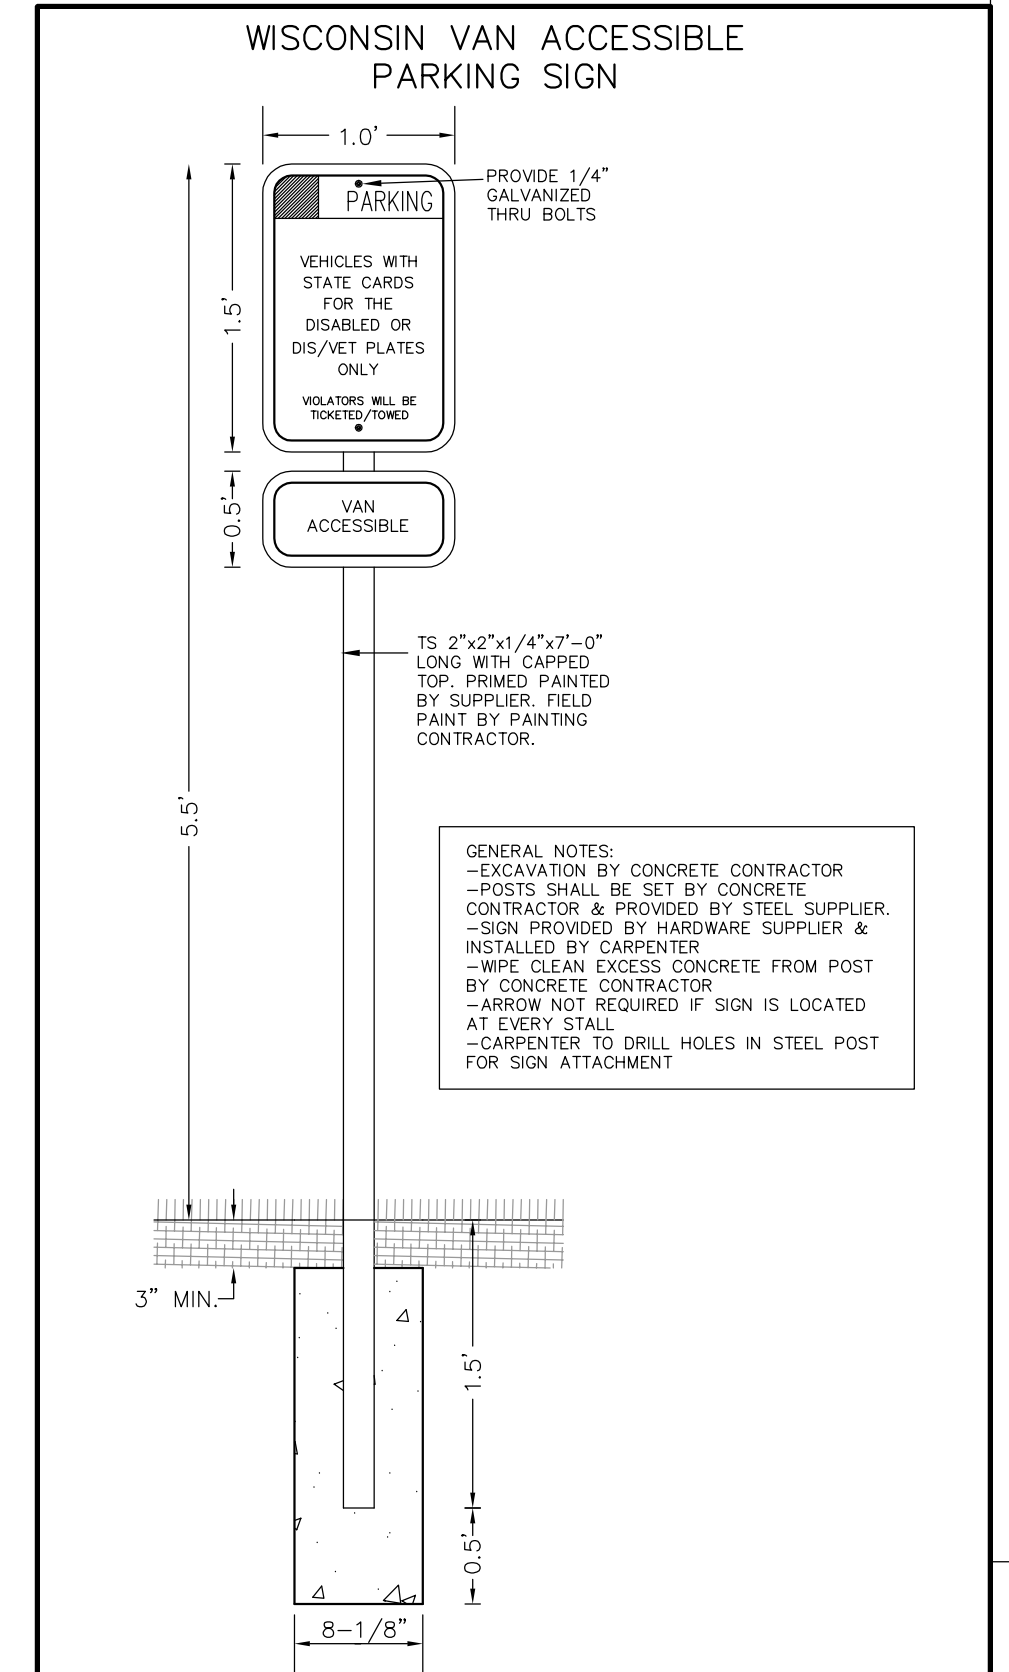 WISCONSIN VAN ACCESSIBLE
PARKING SIGN
1.0'
PROVIDE 1/4"
GALVANIZED
THRU BOLTS
PARKING
VEHICLES WITH
STATE CARDS
FOR THE
DISABLED OR
DIS/VET PLATES
ONLY
VIOLATORS WILL BE
TICKETED/TOWED
1.5'
VAN
ACCESSIBLE
0.5'
TS 2"x2"x1/4"x7'-0"
LONG WITH CAPPED
TOP. PRIMED PAINTED
BY SUPPLIER. FIELD
PAINT BY PAINTING
CONTRACTOR.
5.5'
GENERAL NOTES:
-EXCAVATION BY CONCRETE CONTRACTOR
-POSTS SHALL BE SET BY CONCRETE
CONTRACTOR & PROVIDED BY STEEL SUPPLIER.
-SIGN PROVIDED BY HARDWARE SUPPLIER &
INSTALLED BY CARPENTER
-WIPE CLEAN EXCESS CONCRETE FROM POST
BY CONCRETE CONTRACTOR
-ARROW NOT REQUIRED IF SIGN IS LOCATED
AT EVERY STALL
-CARPENTER TO DRILL HOLES IN STEEL POST
FOR SIGN ATTACHMENT
3" MIN.
1.5'
0.5'
8-1/8"